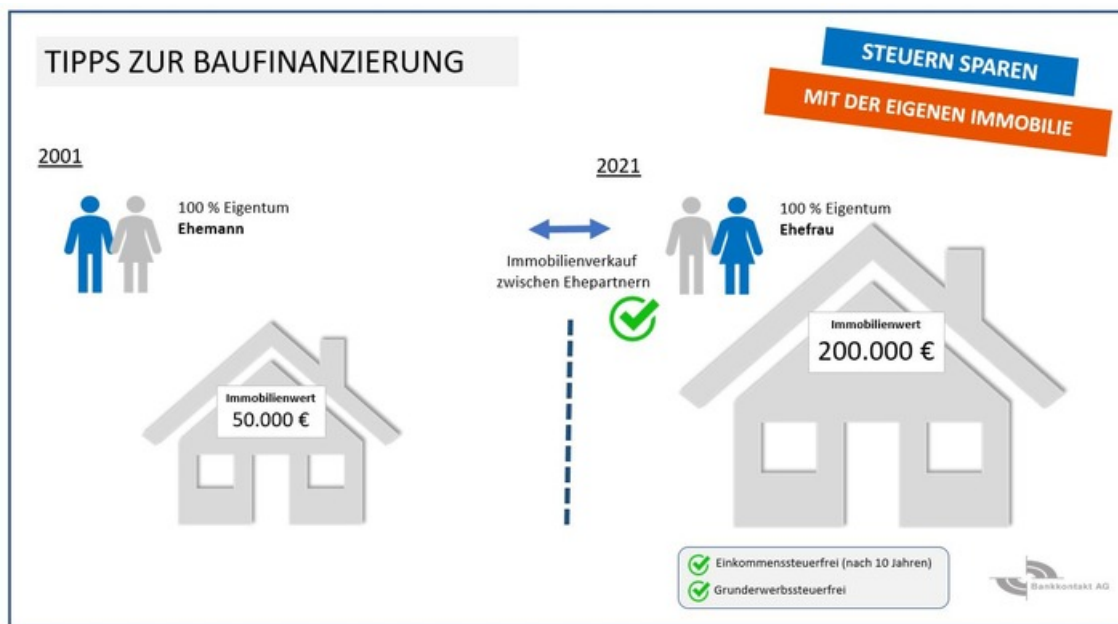 TIPPS ZUR BAUFINANZIERUNG
STEUERN SPAREN
MIT DER EIGENEN IMMOBILIE
2001
100 % Eigentum
Ehemann
Immobilienwert
50.000 €
Immobilienverkauf
zwischen Ehepartnern
2021
100 % Eigentum
Ehefrau
Immobilienwert
200.000 €
Einkommenssteuerfrei (nach 10 Jahren)
Grunderwerbssteuerfrei
Bankkontakt AG